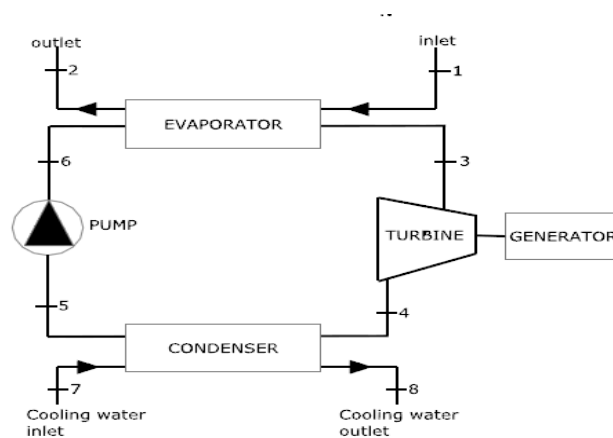 outlet
inlet
2
1
EVAPORATOR
6
3
PUMP
TURBINE
GENERATOR
5
4
CONDENSER
7
8
Cooling water
inlet
Cooling water
outlet